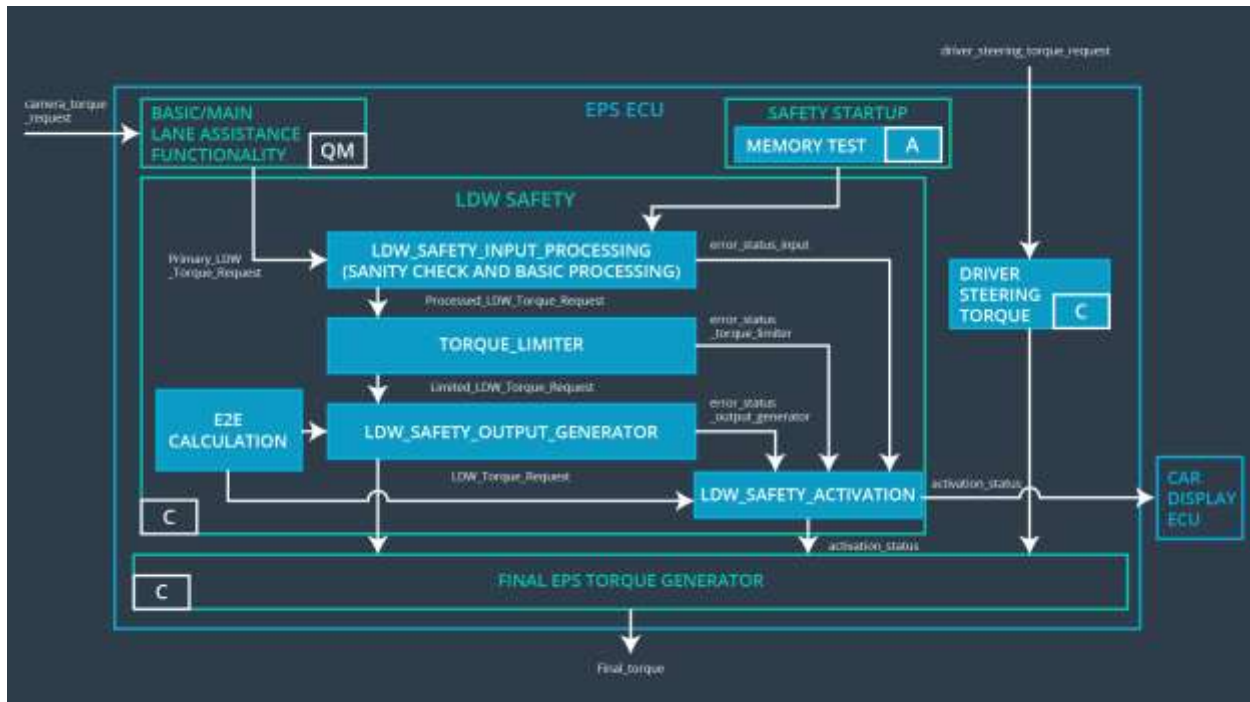 driver_steering_torque_request
camera_torque
_request
EPS ECU
BASIC/MAIN
LANE ASSISTANCE
FUNCTIONALITY
QM
SAFETY STARTUP
MEMORY TEST
A
LDW SAFETY
Primary_LDW
_Torque_Request
LDW_SAFETY_INPUT_PROCESSING
(SANITY CHECK AND BASIC PROCESSING)
error_status_input
DRIVER
STEERING
TORQUE
C
Processed_LDW_Torque_Request
TORQUE_LIMITER
error_status
_torque_limiter
Limited_LDW_Torque_Request
E2E
CALCULATION
LDW_SAFETY_OUTPUT_GENERATOR
error_status
_output_generator
LDW_Torque_Request
LDW_SAFETY_ACTIVATION
activation_status
CAR
DISPLAY
ECU
C
activation_status
FINAL EPS TORQUE GENERATOR
C
Final_torque